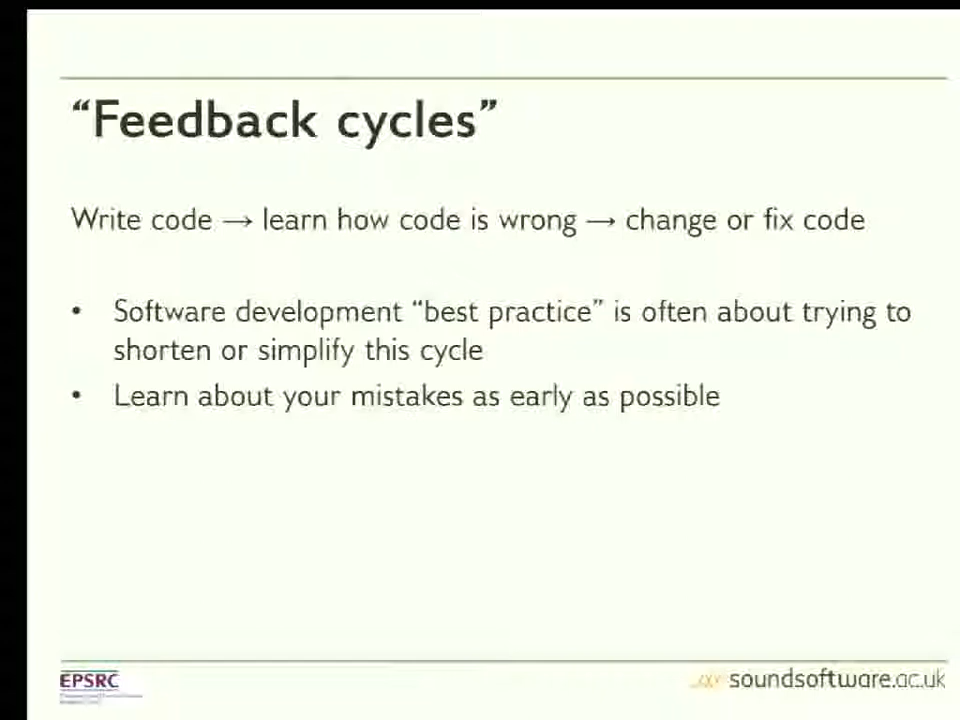 “Feedback cycles”
Write code → learn how code is wrong → change or fix code
• Software development “best practice” is often about trying to
shorten or simplify this cycle
• Learn about your mistakes as early as possible
EPSRC
soundsoftware.ac.uk